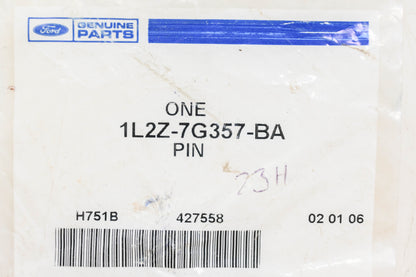 Ford GENUINE PARTS
ONE
1L2Z-7G357-BA
PIN
23H
H751B 427558 02 01 06